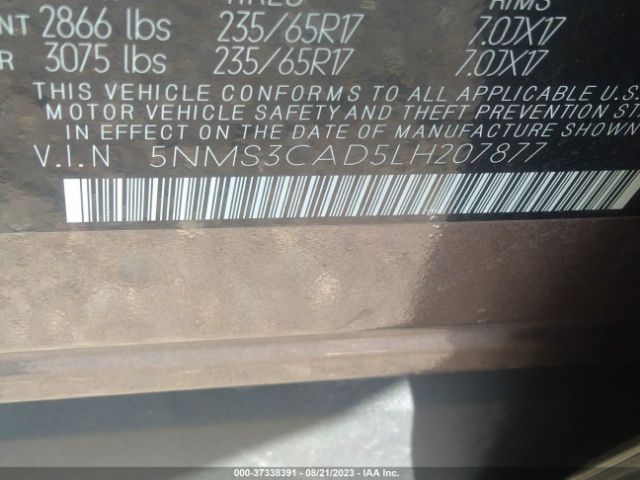 TIRES RIMS
NT 2866 lbs 235/65R17 7.0JX17
R 3075 lbs 235/65R17 7.0JX17
THIS VEHICLE CONFORMS TO ALL APPLICABLE U.S.
MOTOR VEHICLE SAFETY AND THEFT PREVENTION ST
IN EFFECT ON THE DATE OF MANUFACTURE SHOWN
V.I.N 5NMS3CAD5LH207877
000-37338391 - 08/21/2023 - IAA Inc.